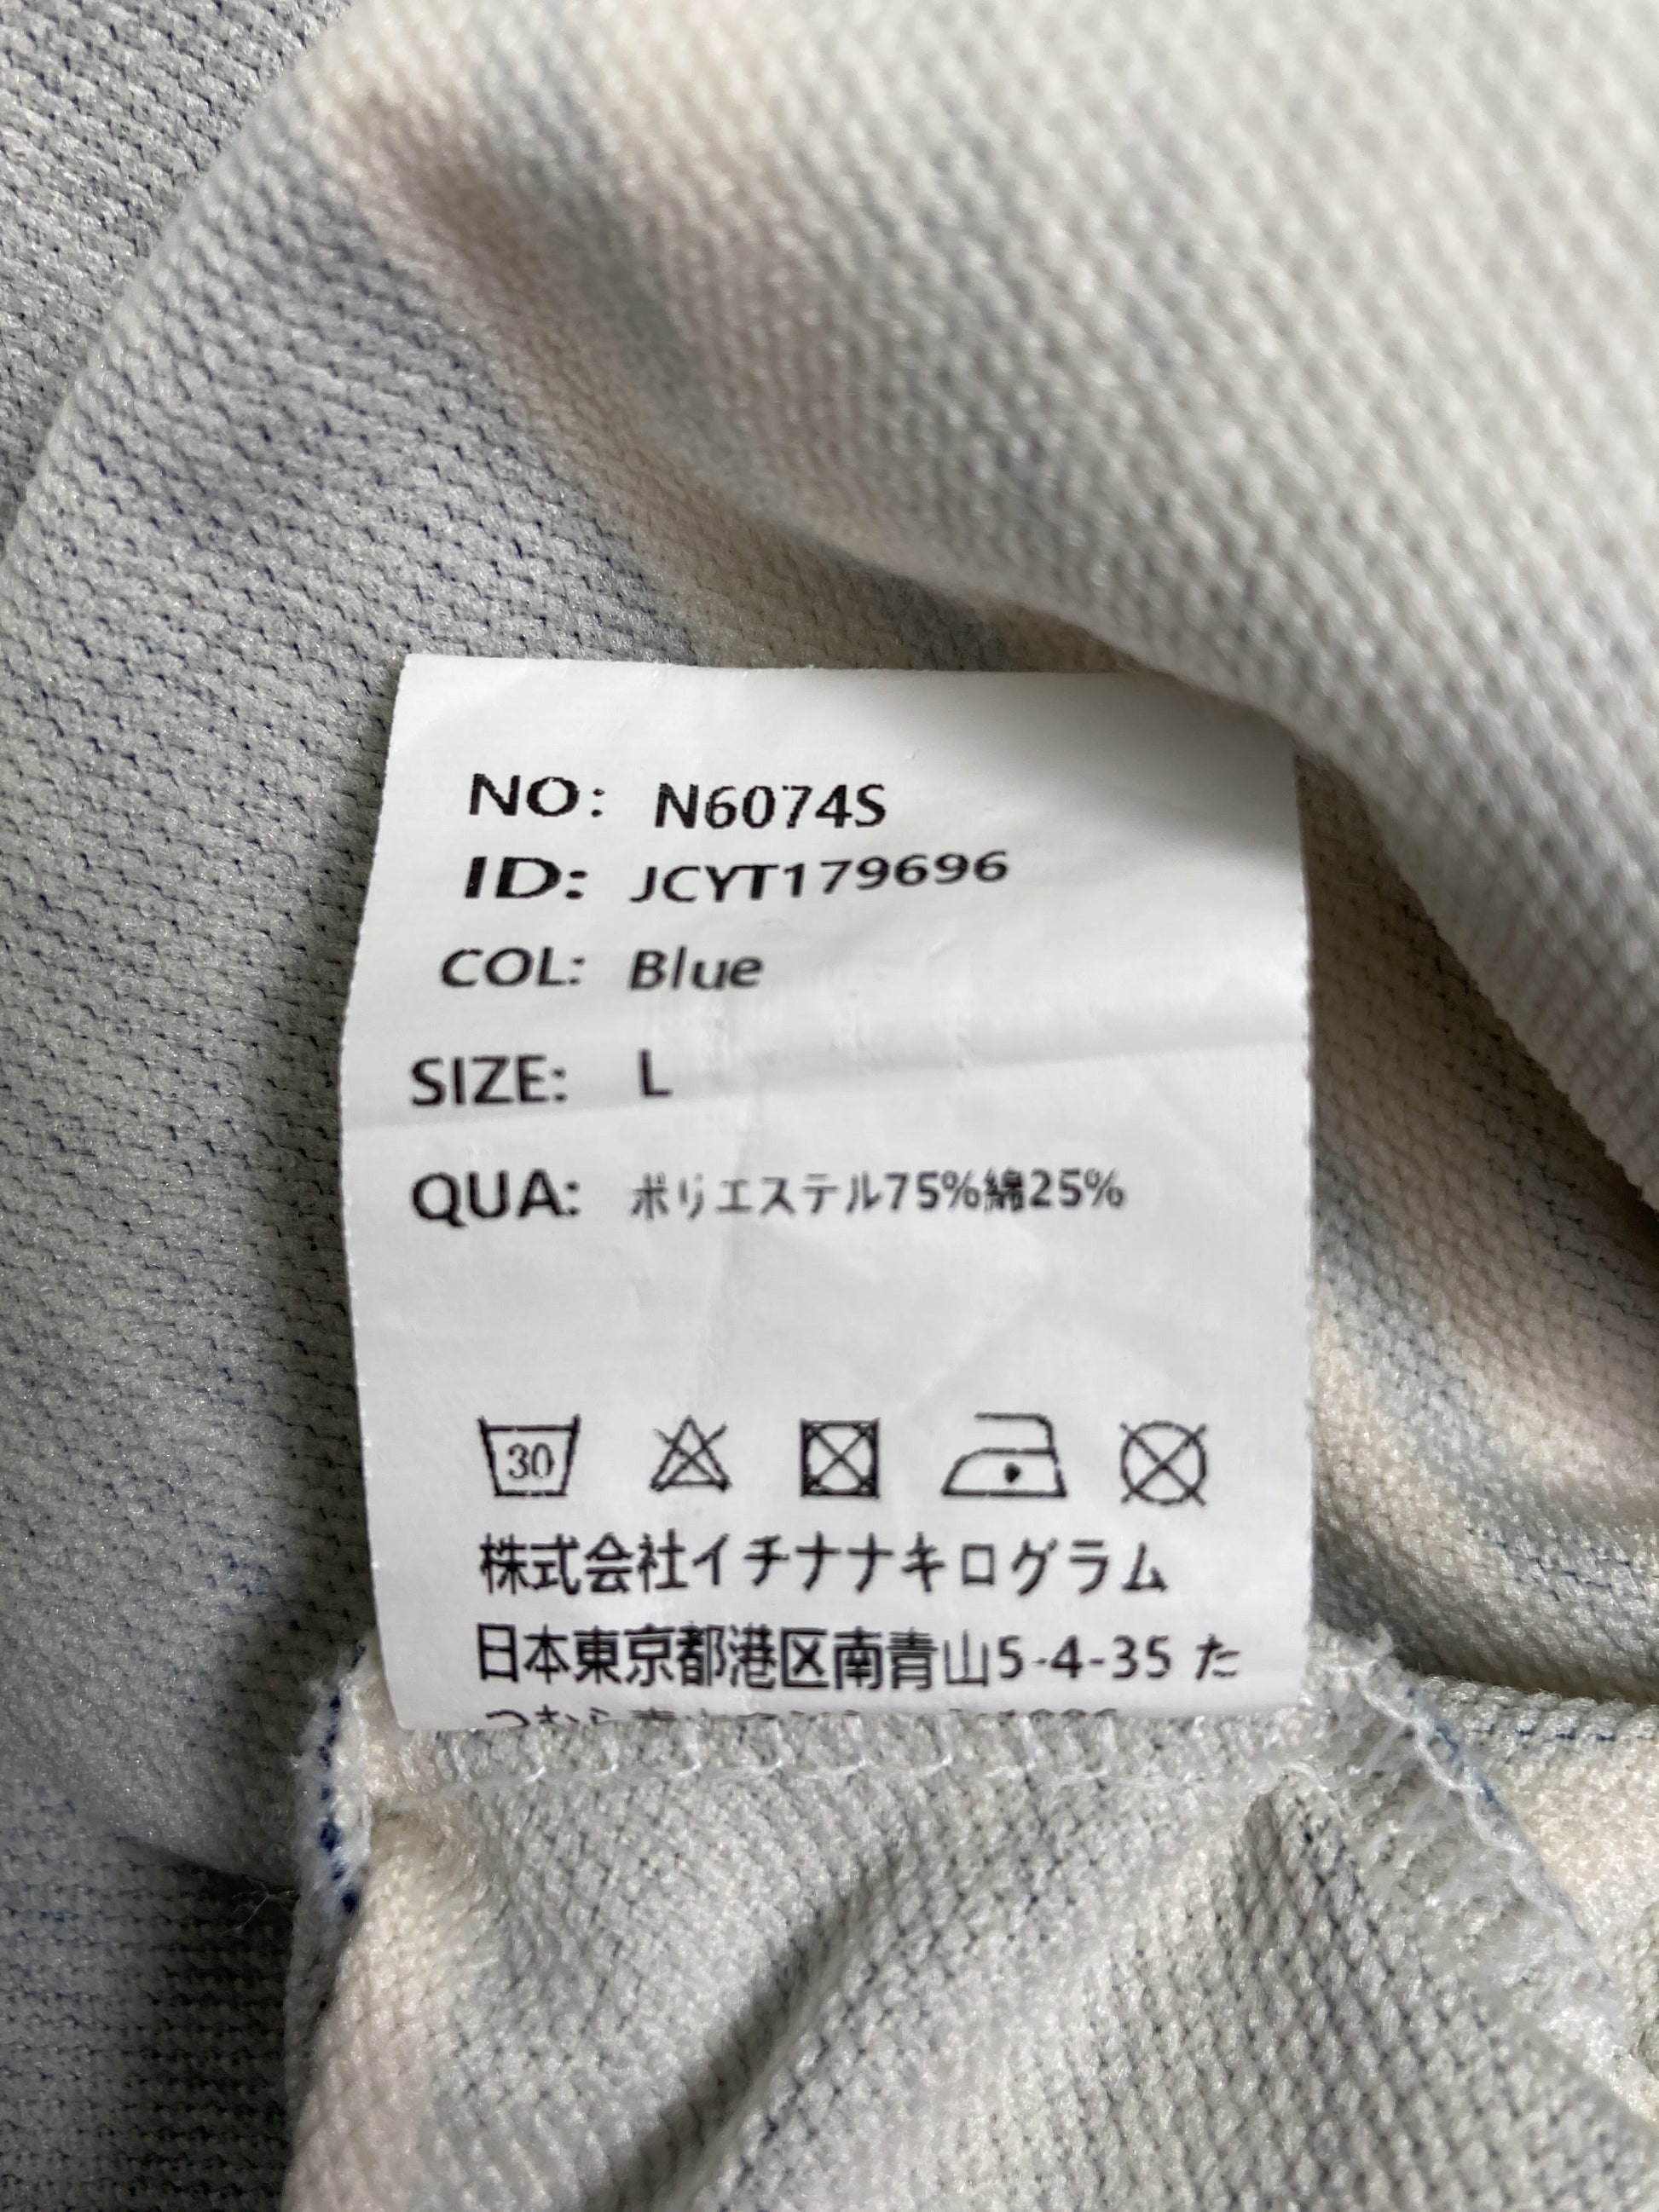 NO: N6074S
ID: JCYT179696
COL: Blue
SIZE: L
QUA: ポリエステル75%綿25%
30
株式会社イチナナキログラム
日本東京都港区南青山5-4-35 た